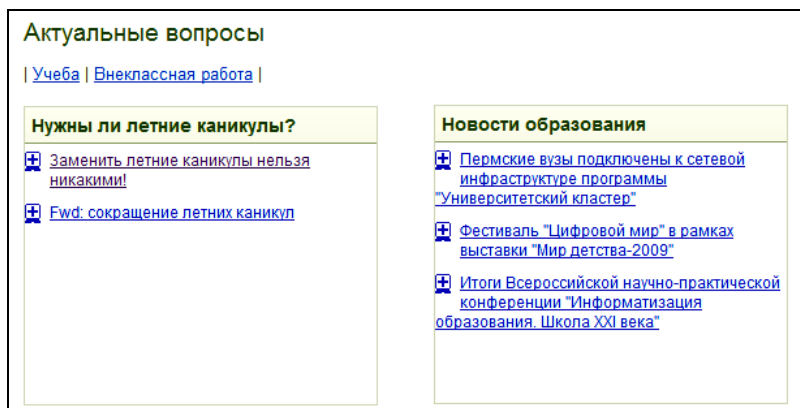 Актуальные вопросы
| Учеба | Внеклассная работа |
Нужны ли летние каникулы?
Заменить летние каникулы нельзя
никакими!
Fwd: сокращение летних каникул
Новости образования
Пермские вузы подключены к сетевой
инфраструктуре программы
"Университетский кластер"
Фестиваль "Цифровой мир" в рамках
выставки "Мир детства-2009"
Итоги Всероссийской научно-практической
конференции "Информатизация
образования. Школа XXI века"